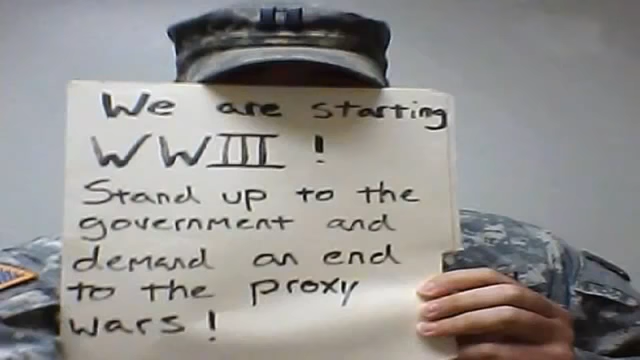 We are starting
WWIII !
Stand up to the
government and
demand an end
to the proxy
wars!